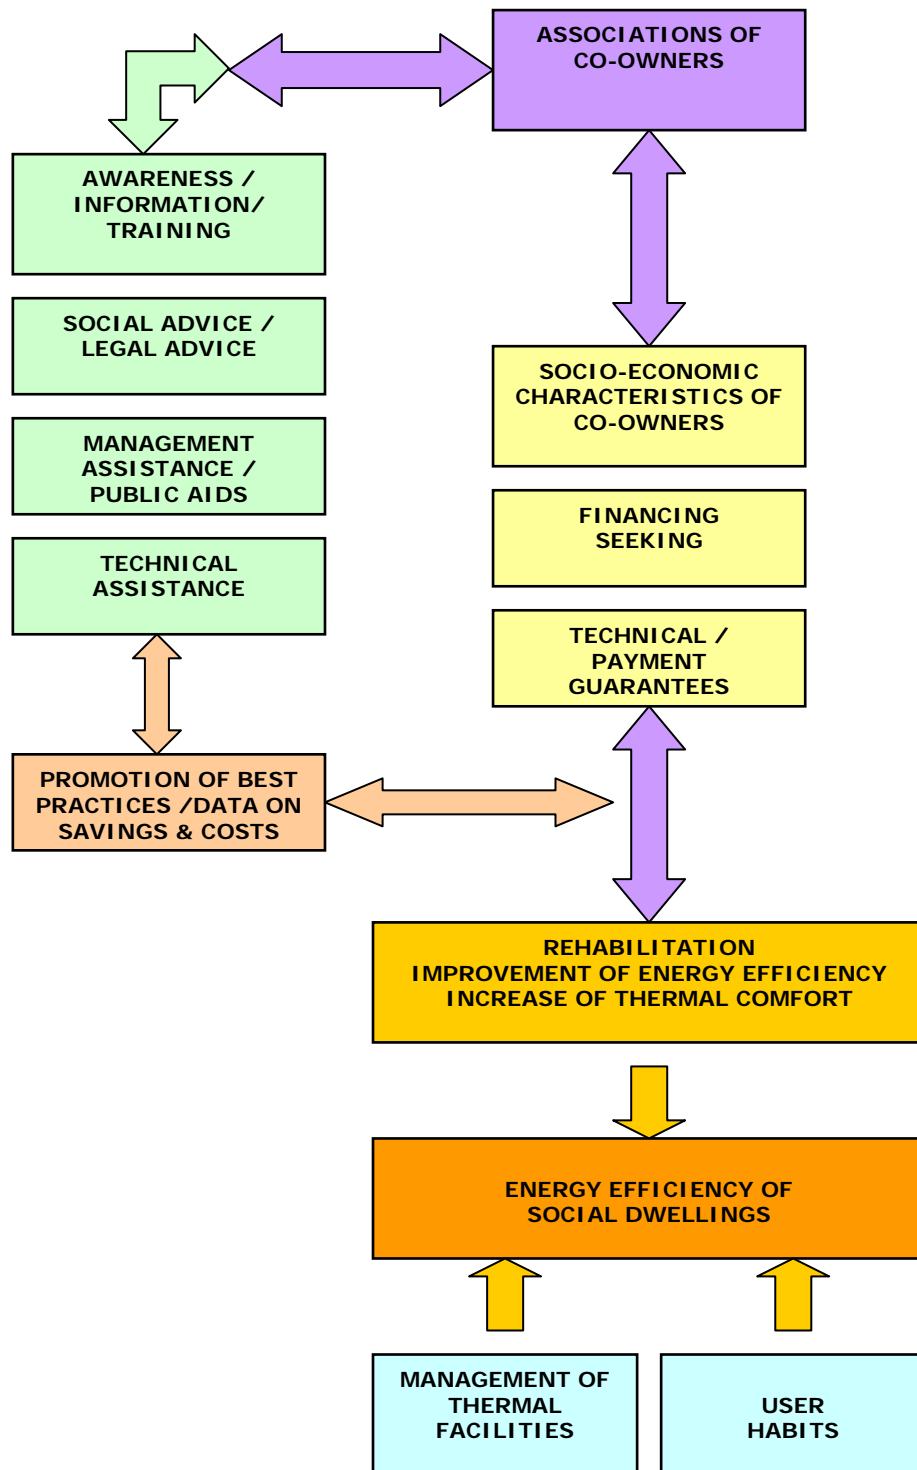 ASSOCIATIONS OF
CO-OWNERS
AWARENESS /
INFORMATION/
TRAINING
SOCIAL ADVICE /
LEGAL ADVICE
MANAGEMENT
ASSISTANCE /
PUBLIC AIDS
TECHNICAL
ASSISTANCE
SOCIO-ECONOMIC
CHARACTERISTICS OF
CO-OWNERS
FINANCING
SEEKING
TECHNICAL /
PAYMENT
GUARANTEES
PROMOTION OF BEST
PRACTICES /DATA ON
SAVINGS & COSTS
REHABILITATION
IMPROVEMENT OF ENERGY EFFICIENCY
INCREASE OF THERMAL COMFORT
ENERGY EFFICIENCY OF
SOCIAL DWELLINGS
MANAGEMENT OF
THERMAL
FACILITIES
USER
HABITS